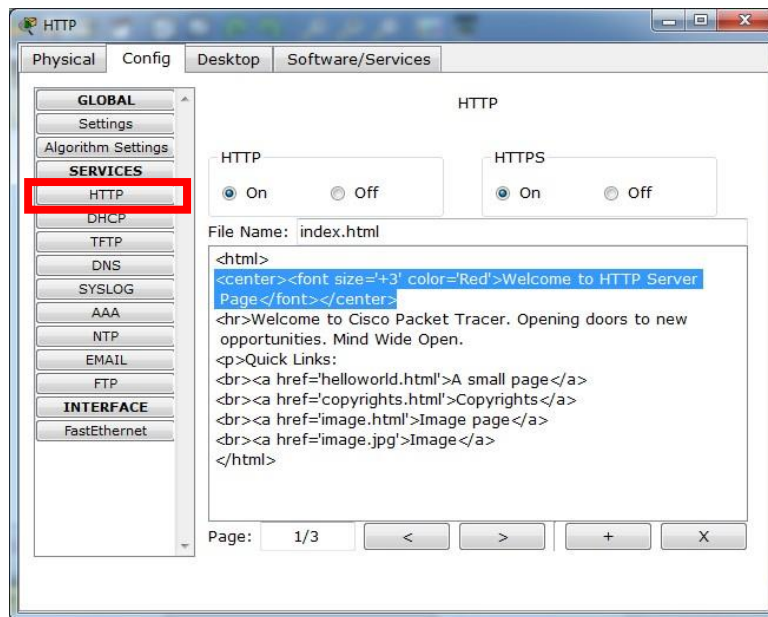 HTTP
Physical Config Desktop Software/Services
GLOBAL
Settings
Algorithm Settings
SERVICES
HTTP
DHCP
TFTP
DNS
SYSLOG
AAA
NTP
EMAIL
FTP
INTERFACE
FastEthernet
HTTP
HTTP
On Off
HTTPS
On Off
File Name: index.html
<html>
<center><font size='+3' color='Red'>Welcome to HTTP Server
Page</font></center>
<hr>Welcome to Cisco Packet Tracer. Opening doors to new
opportunities. Mind Wide Open.
<p>Quick Links:
<br><a href='helloworld.html'>A small page</a>
<br><a href='copyrights.html'>Copyrights</a>
<br><a href='image.html'>Image page</a>
<br><a href='image.jpg'>Image</a>
</html>
Page: 1/3 < > + X